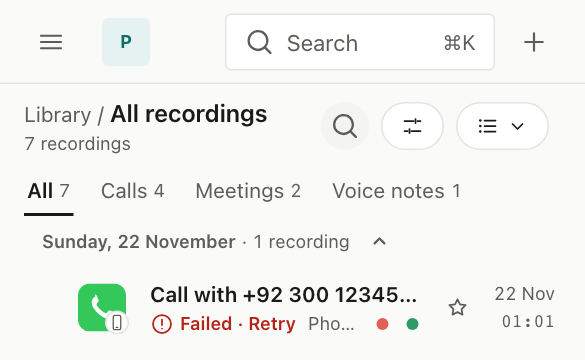 P
Search ⌘K
Library / All recordings
7 recordings
All 7 Calls 4 Meetings 2 Voice notes 1
Sunday, 22 November · 1 recording
Call with +92 300 12345... 22 Nov
Failed · Retry Pho... 01:01